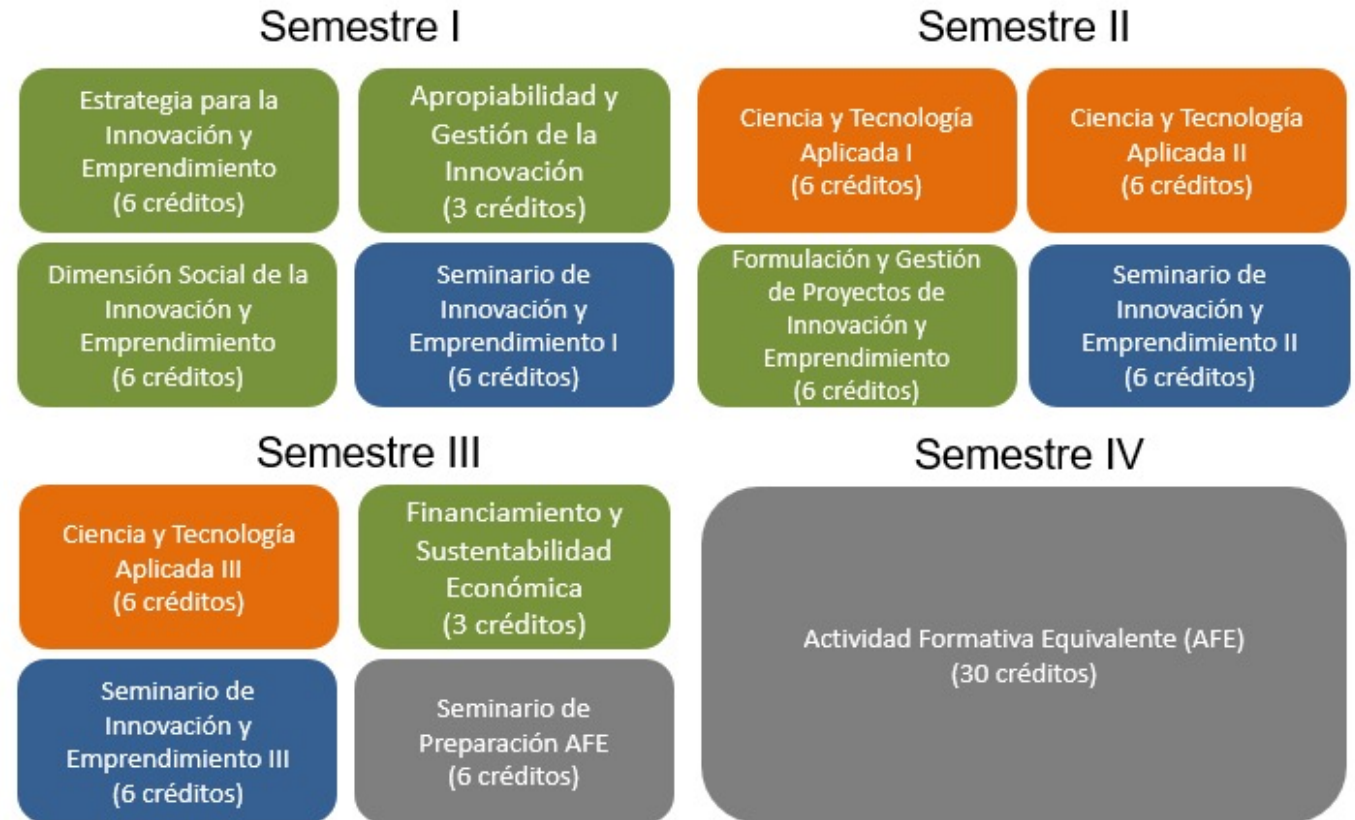 Semestre I
Estrategia para la
Innovación y
Emprendimiento
(6 créditos)
Apropiabilidad y
Gestión de la
Innovación
(3 créditos)
Dimensión Social de la
Innovación y
Emprendimiento
(6 créditos)
Seminario de
Innovación y
Emprendimiento I
(6 créditos)
Semestre II
Ciencia y Tecnología
Aplicada I
(6 créditos)
Ciencia y Tecnología
Aplicada II
(6 créditos)
Formulación y Gestión
de Proyectos de
Innovación y
Emprendimiento
(6 créditos)
Seminario de
Innovación y
Emprendimiento II
(6 créditos)
Semestre III
Ciencia y Tecnología
Aplicada III
(6 créditos)
Financiamiento y
Sustentabilidad
Económica
(3 créditos)
Seminario de
Innovación y
Emprendimiento III
(6 créditos)
Seminario de
Preparación AFE
(6 créditos)
Semestre IV
Actividad Formativa Equivalente (AFE)
(30 créditos)